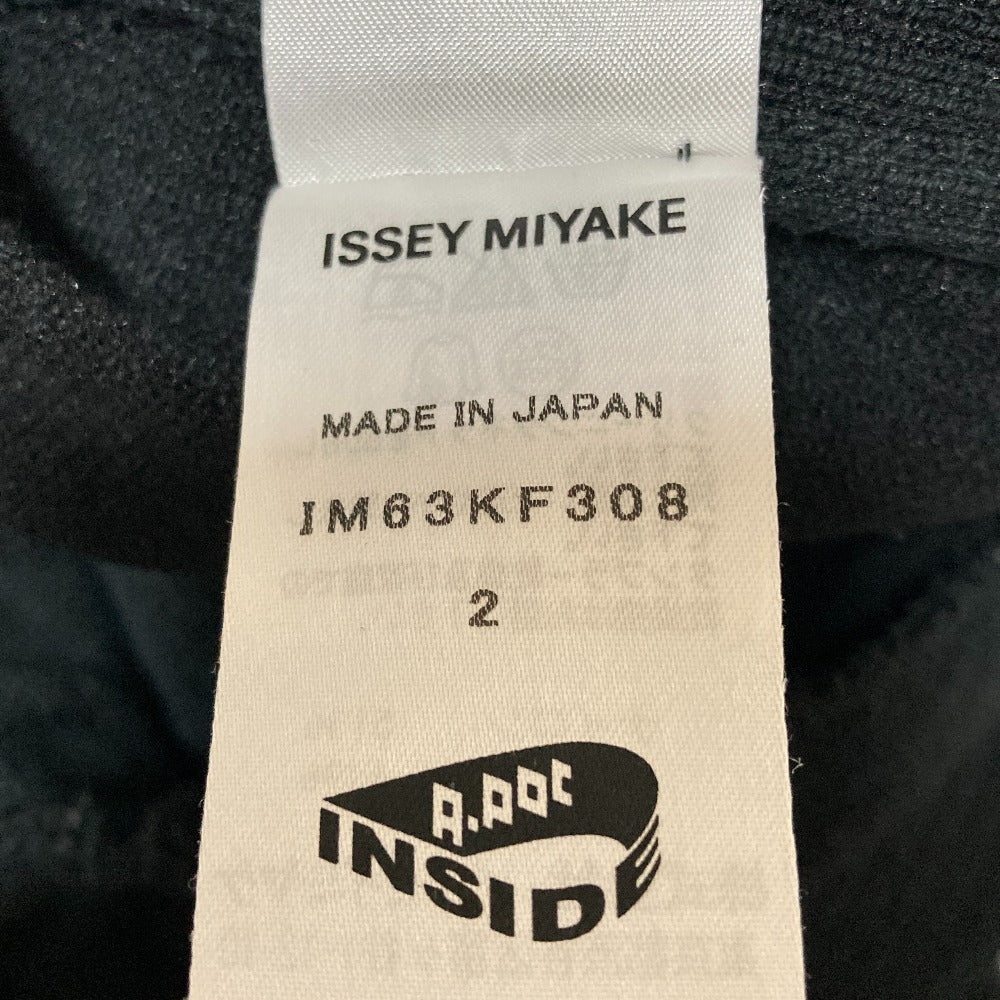 ISSEY MIYAKE
MADE IN JAPAN
IM63KF308
2
A.POC
INSIDE